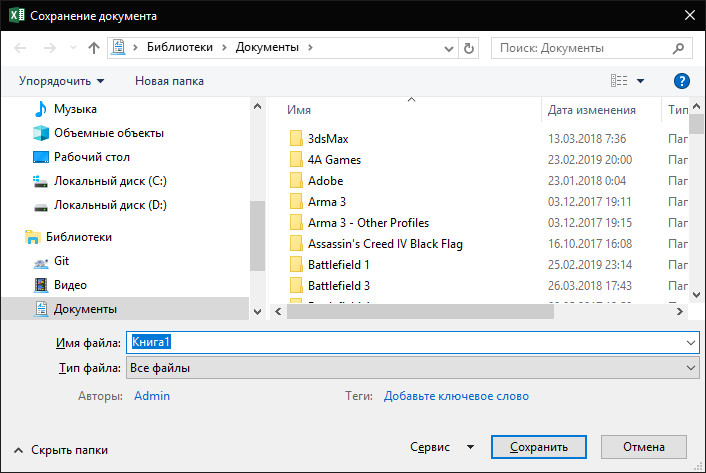 Сохранение документа
Библиотеки > Документы >
Поиск: Документы
Упорядочить Новая папка ?
Музыка
Объемные объекты
Рабочий стол
Локальный диск (C:)
Локальный диск (D:)
Библиотеки
Git
Видео
Документы
Имя Дата изменения Тип
3dsMax 13.03.2018 7:36 Пап
4A Games 23.02.2019 20:00 Пап
Adobe 23.01.2018 0:04 Пап
Arma 3 03.12.2017 19:11 Пап
Arma 3 - Other Profiles 03.12.2017 19:15 Пап
Assassin's Creed IV Black Flag 16.10.2017 16:08 Пап
Battlefield 1 25.02.2019 23:14 Пап
Battlefield 3 26.03.2018 17:43 Пап
Имя файла: Книга1
Тип файла: Все файлы
Авторы: Admin Теги: Добавьте ключевое слово
Скрыть папки Сервис Сохранить Отмена